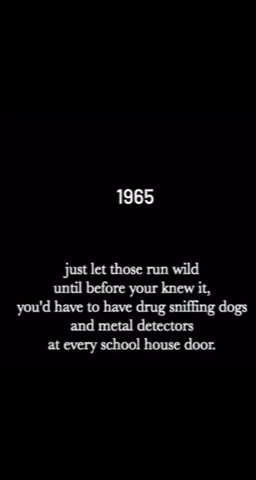 1965
just let those run wild
until before your knew it,
you'd have to have drug sniffing dogs
and metal detectors
at every school house door.